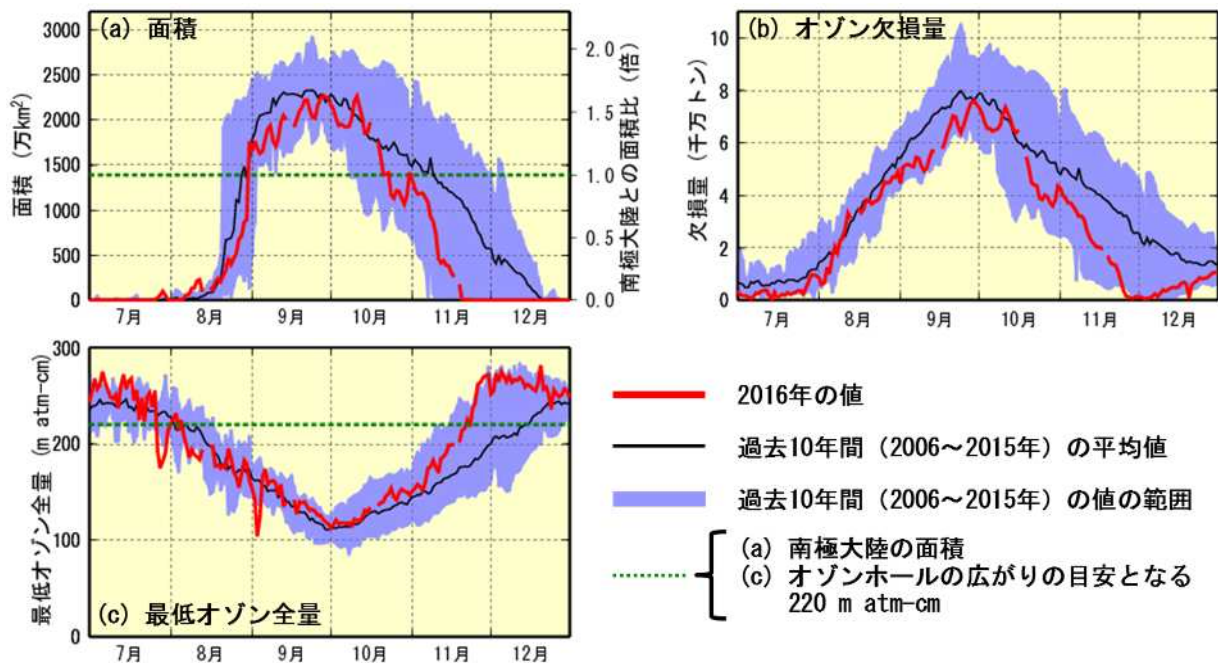 (a) 面積
面積 (万km²)
3000
2500
2000
1500
1000
500
0
2.0
1.5
1.0
0.5
0.0
南極大陸との面積比 (倍)
7月 8月 9月 10月 11月 12月
(b) オゾン欠損量
欠損量 (千万トン)
10
8
6
4
2
0
7月 8月 9月 10月 11月 12月
最低オゾン全量 (m atm-cm)
300
200
100
0
(c) 最低オゾン全量
7月 8月 9月 10月 11月 12月
2016年の値
過去10年間 (2006～2015年) の平均値
過去10年間 (2006～2015年) の値の範囲
(a) 南極大陸の面積
(c) オゾンホールの広がりの目安となる
220 m atm-cm